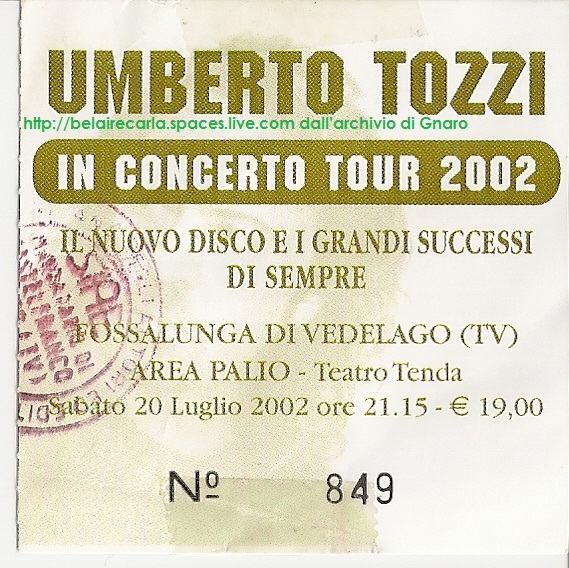 UMBERTO TOZZI
http://belairecarla.spaces.live.com dall'archivio di Gnaro
IN CONCERTO TOUR 2002
IL NUOVO DISCO E I GRANDI SUCCESSI
DI SEMPRE
FOSSALUNGA DI VEDELAGO (TV)
AREA PALIO - Teatro Tenda
Sabato 20 Luglio 2002 ore 21.15 - € 19,00
Nº 849